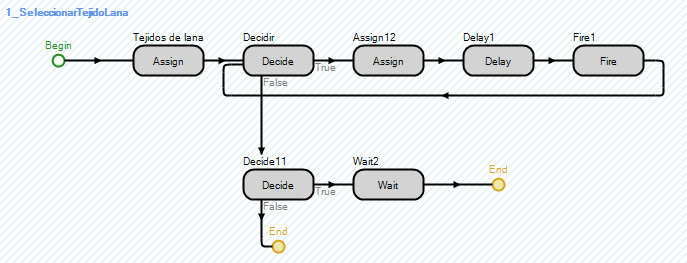 1_SeleccionarTejidoLana
Begin
Tejidos de lana
Assign
Decidir
Decide
True
False
Assign12
Assign
Delay1
Delay
Fire1
Fire
Decide11
Decide
True
False
Wait2
Wait
End
End